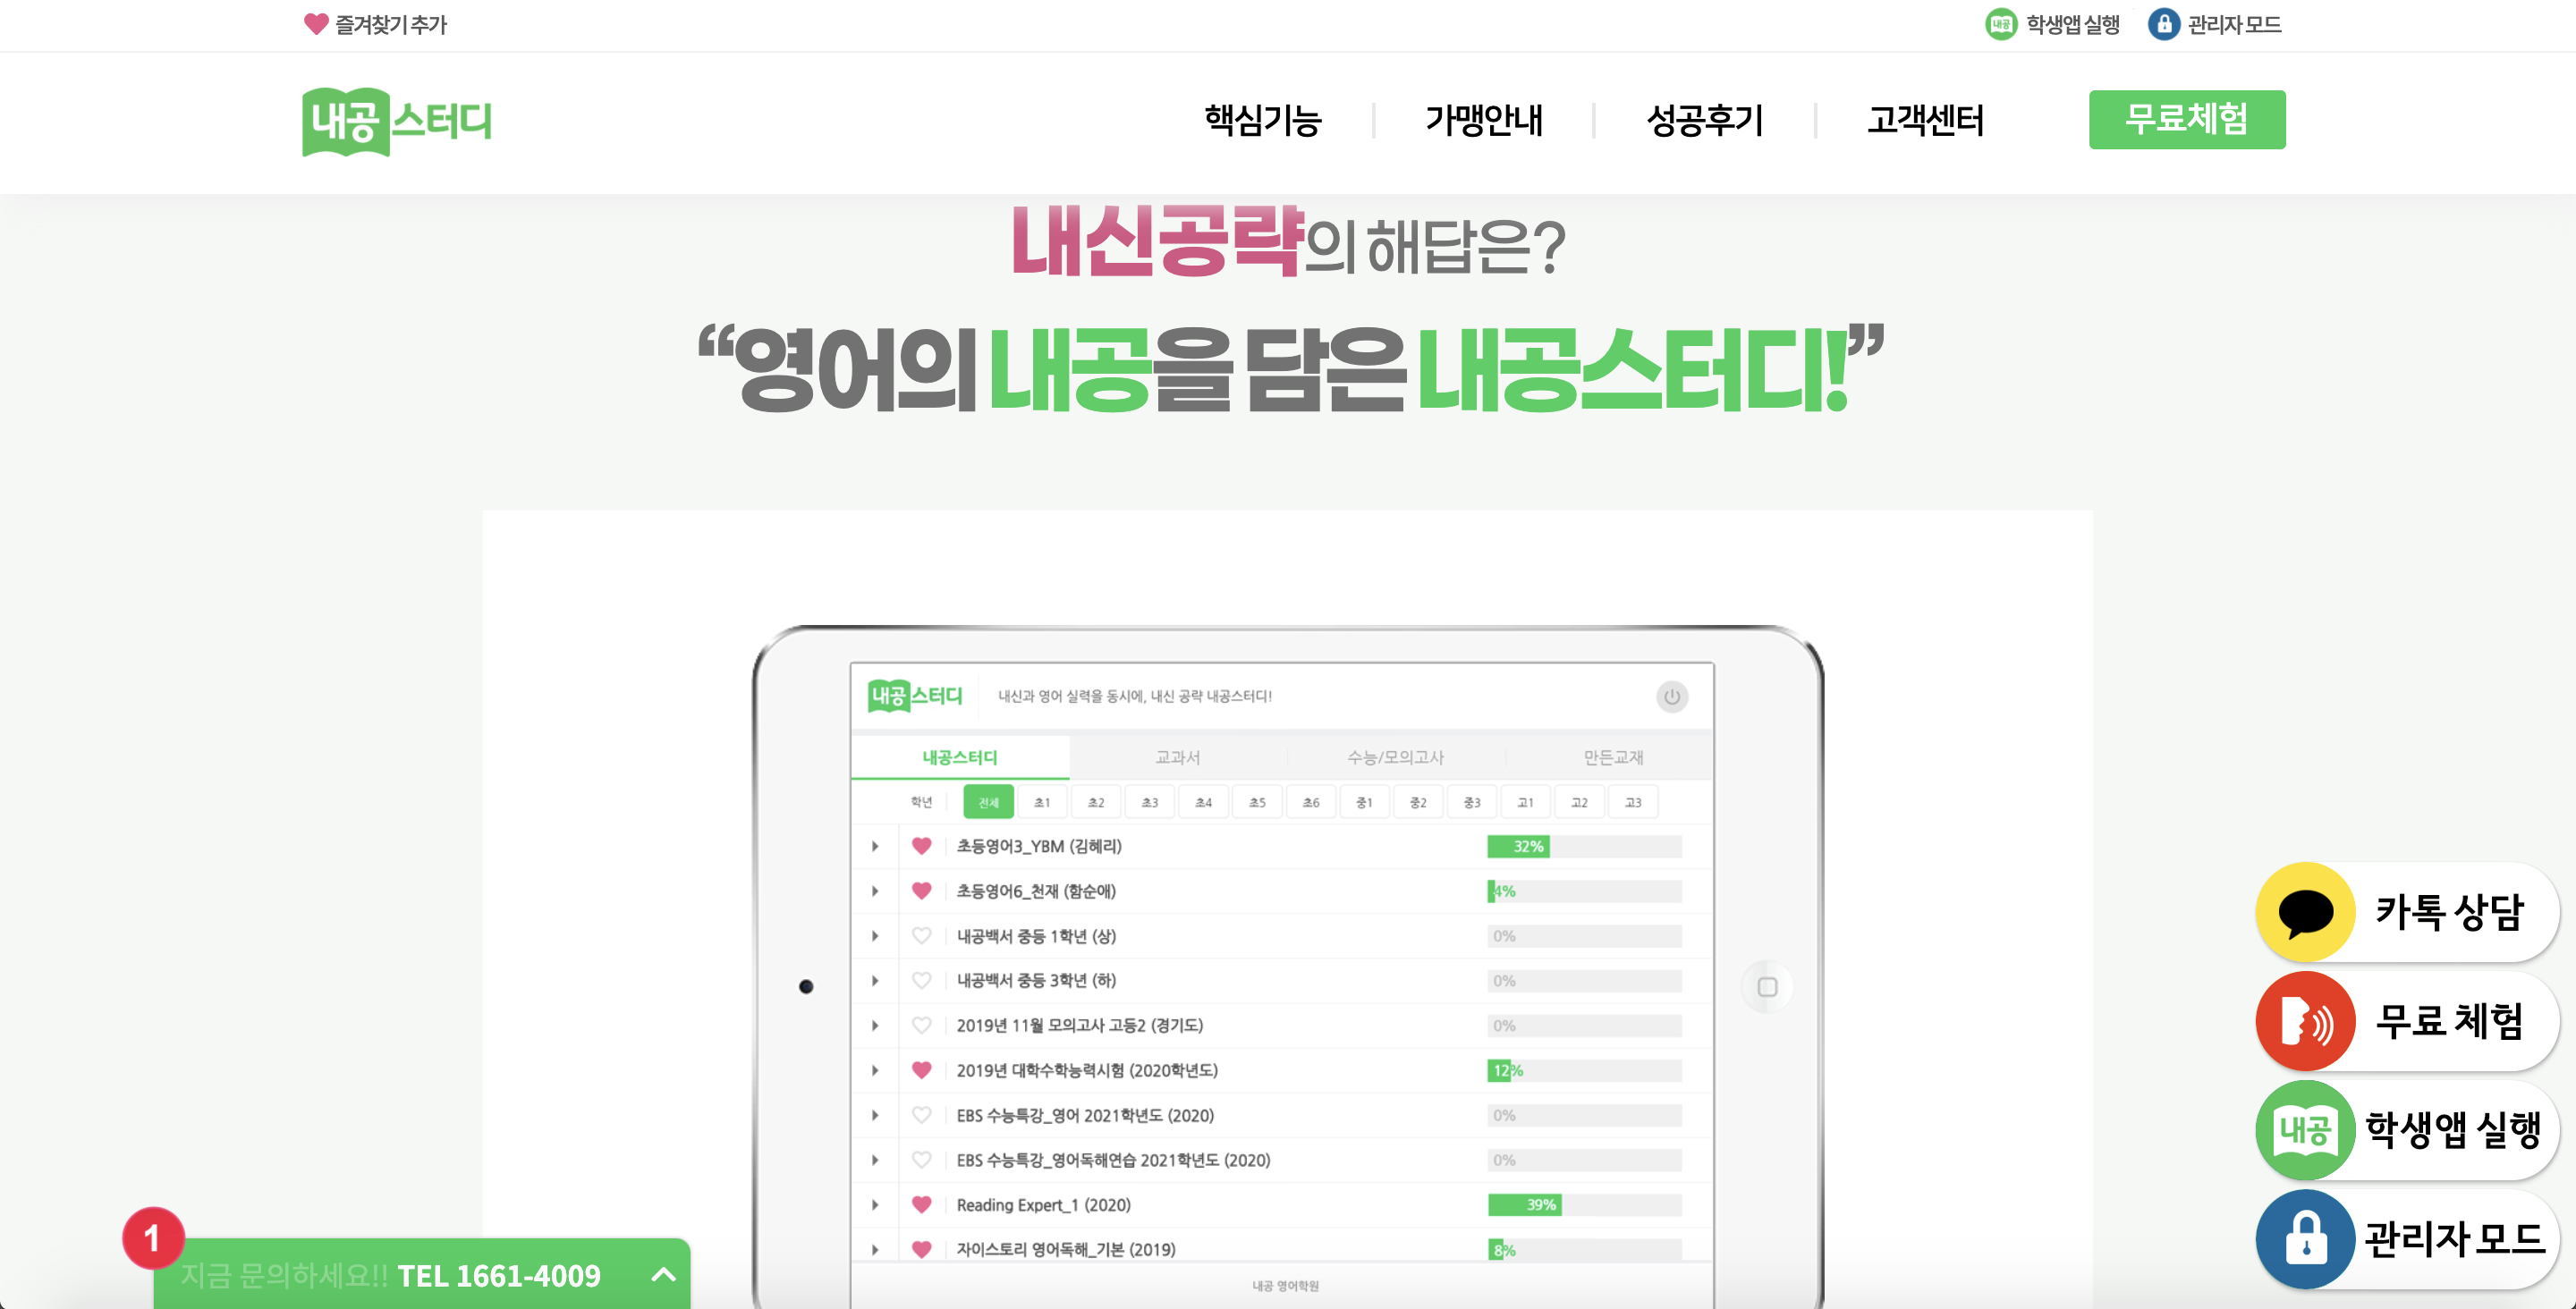 즐겨찾기 추가
내공 학생앱 실행 관리자 모드
내공 스터디
핵심기능 가맹안내 성공후기 고객센터 무료체험
내신공략의 해답은?
“영어의 내공을 담은 내공스터디!”
내공스터디 내신과 영어 실력을 동시에, 내신 공략 내공스터디!
내공스터디 교과서 수능/모의고사 만든교재
학년 전체 초1 초2 초3 초4 초5 초6 중1 중2 중3 고1 고2 고3
초등영어3_YBM (김혜리) 32%
초등영어6_천재 (함순애) 4%
내공백서 중등 1학년 (상) 0%
내공백서 중등 3학년 (하) 0%
2019년 11월 모의고사 고등2 (경기도) 0%
2019년 대학수학능력시험 (2020학년도) 12%
EBS 수능특강_영어 2021학년도 (2020) 0%
EBS 수능특강_영어독해연습 2021학년도 (2020) 0%
Reading Expert_1 (2020) 39%
자이스토리 영어독해_기본 (2019) 8%
내공 영어학원
카톡 상담
무료 체험
내공 학생앱 실행
관리자 모드
1
지금 문의하세요!! TEL 1661-4009